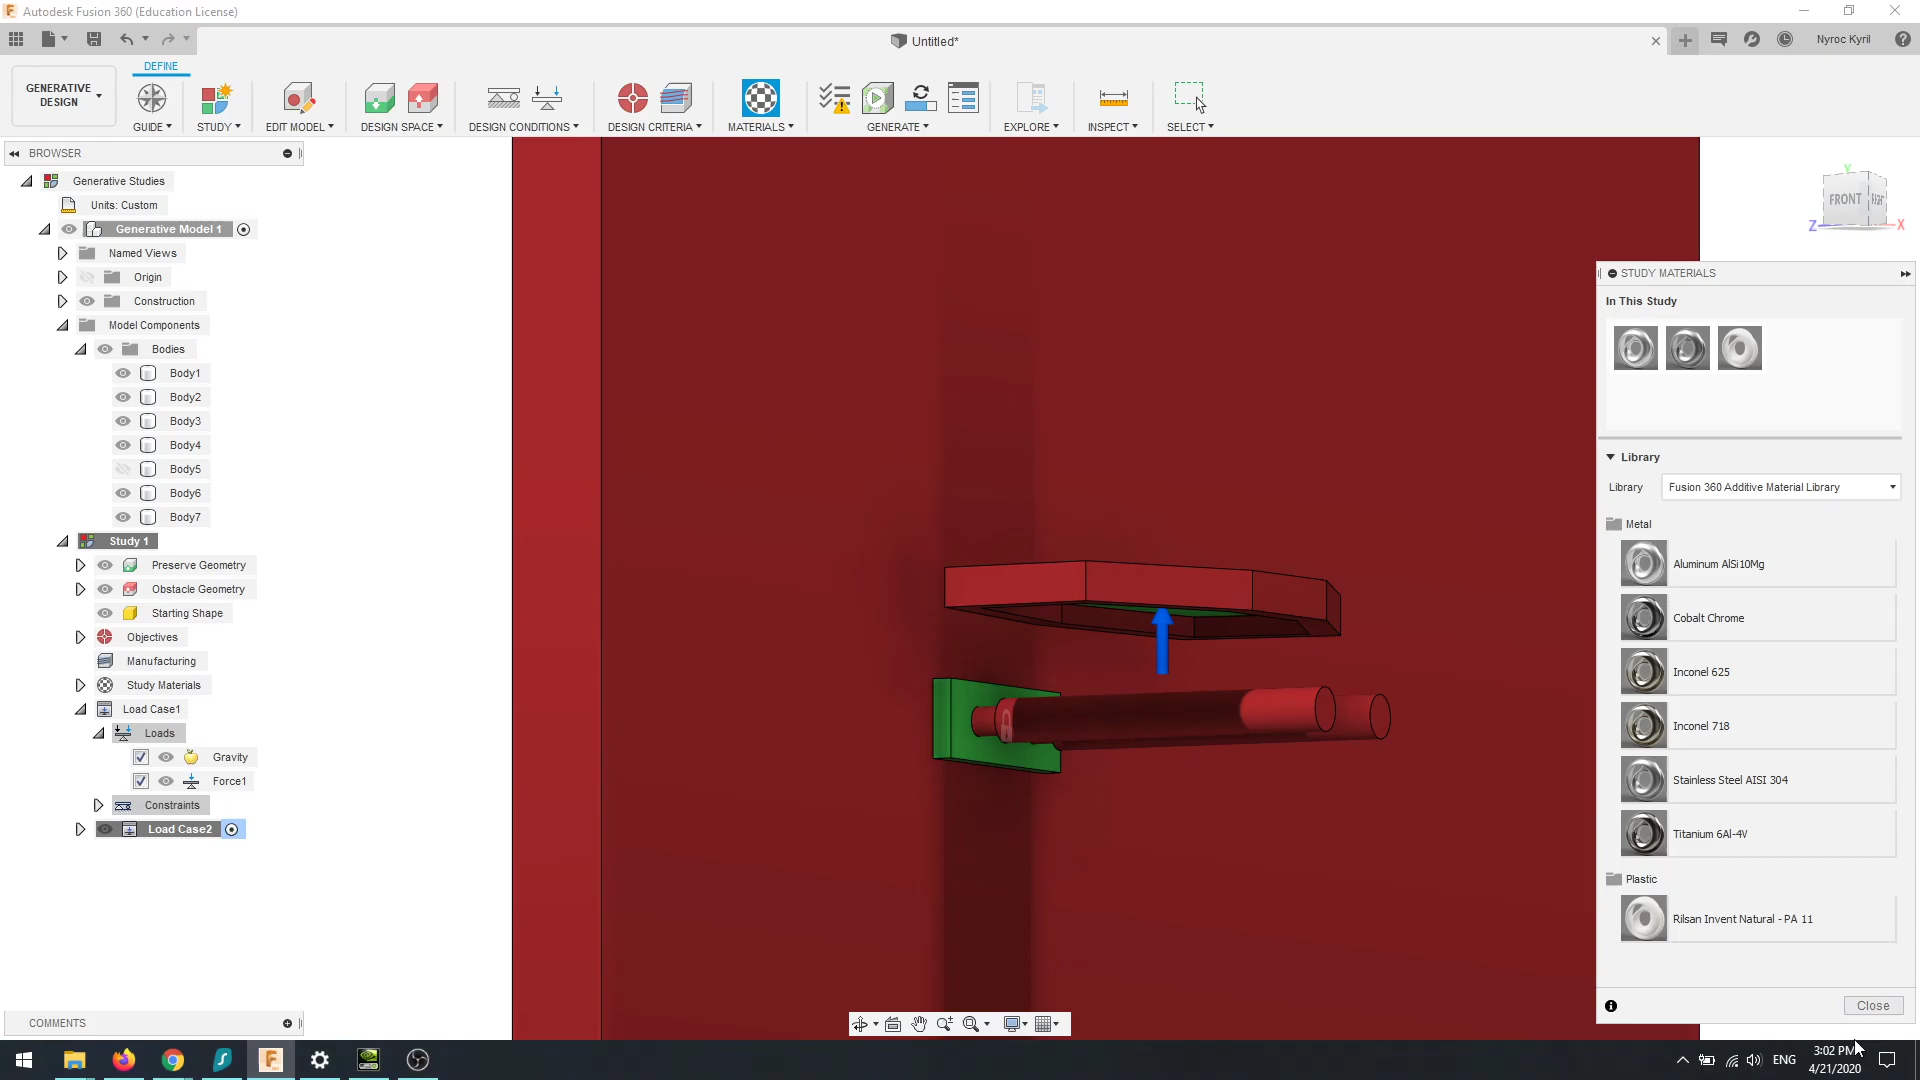 Autodesk Fusion 360 (Education License)
Untitled*
Nyroc Kyril
GENERATIVE
DESIGN
DEFINE
GUIDE
STUDY
EDIT MODEL
DESIGN SPACE
DESIGN CONDITIONS
DESIGN CRITERIA
MATERIALS
GENERATE
EXPLORE
INSPECT
SELECT
BROWSER
Generative Studies
Units: Custom
Generative Model 1
Named Views
Origin
Construction
Model Components
Bodies
Body1
Body2
Body3
Body4
Body5
Body6
Body7
Study 1
Preserve Geometry
Obstacle Geometry
Starting Shape
Objectives
Manufacturing
Study Materials
Load Case1
Loads
Gravity
Force1
Constraints
Load Case2
COMMENTS
Y
FRONT
Z
X
STUDY MATERIALS
In This Study
Library
Library Fusion 360 Additive Material Library
Metal
Aluminum AlSi10Mg
Cobalt Chrome
Inconel 625
Inconel 718
Stainless Steel AISI 304
Titanium 6Al-4V
Plastic
Rilsan Invent Natural - PA 11
Close
ENG
3:02 PM
4/21/2020